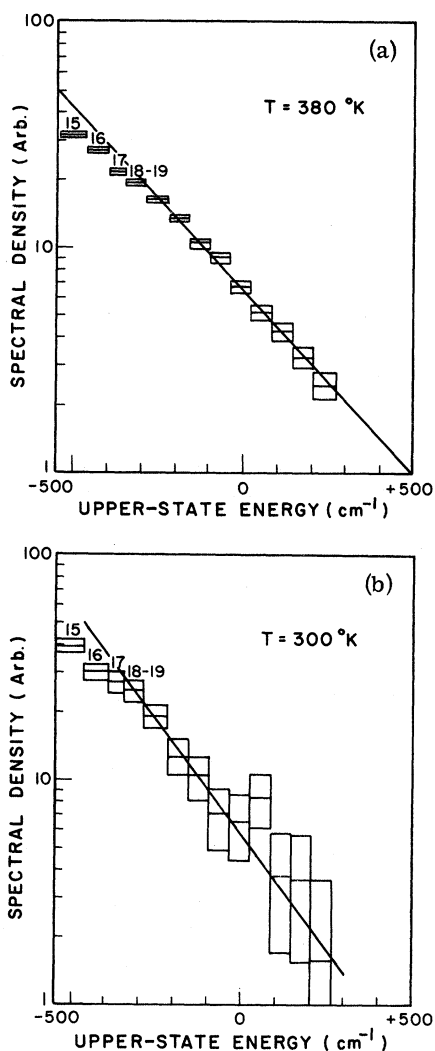 100
(a)
T = 380 °K
15
16
17
18-19
10
1
SPECTRAL DENSITY (Arb.)
-500
0
+500
UPPER-STATE ENERGY (cm⁻¹)
100
(b)
T = 300 °K
15
16
17
18-19
10
1
SPECTRAL DENSITY (Arb.)
-500
0
+500
UPPER-STATE ENERGY (cm⁻¹)